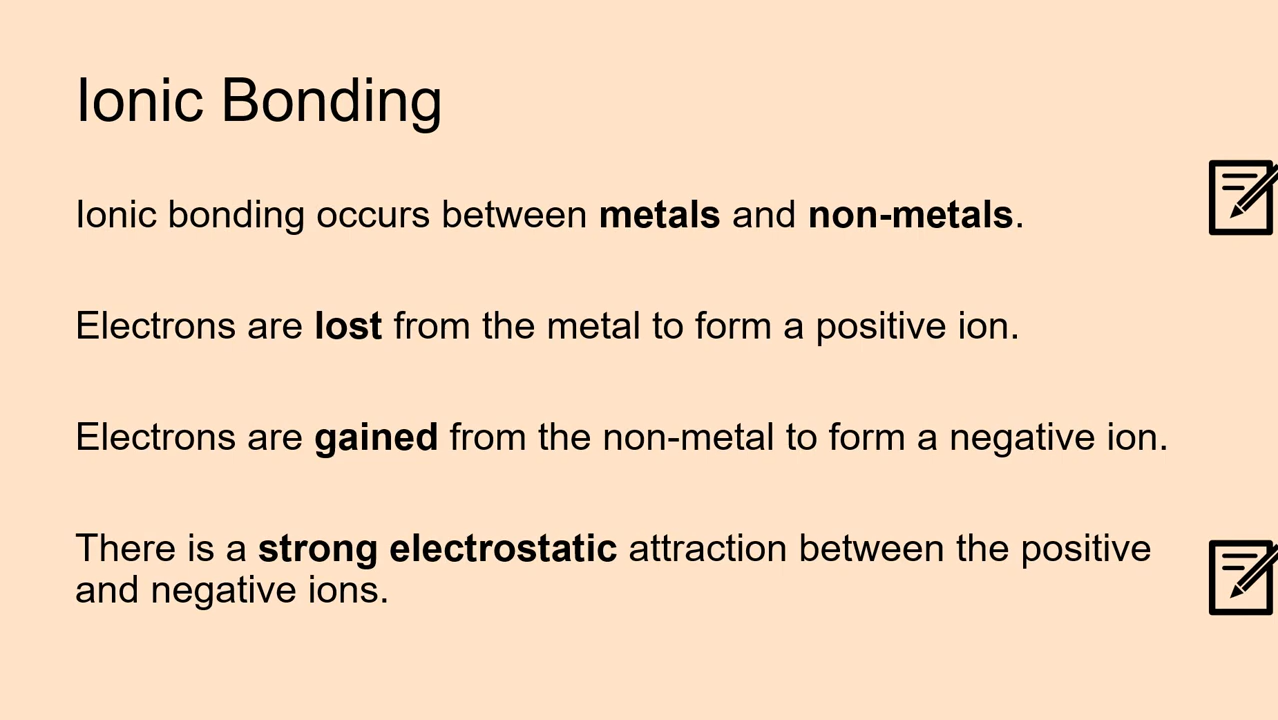 Ionic Bonding
Ionic bonding occurs between metals and non-metals.
Electrons are lost from the metal to form a positive ion.
Electrons are gained from the non-metal to form a negative ion.
There is a strong electrostatic attraction between the positive
and negative ions.